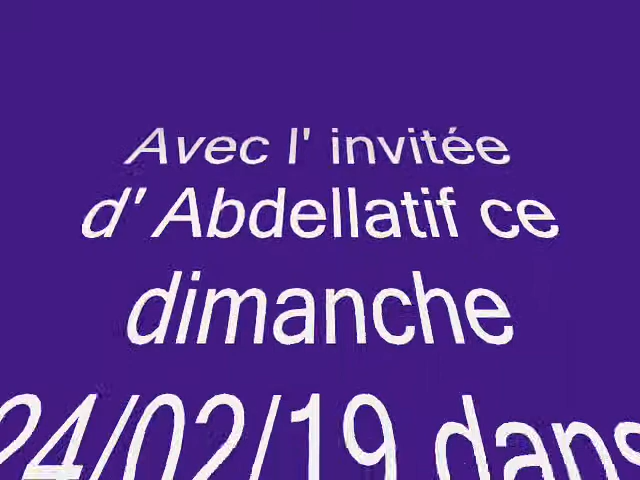 Avec l' invitée
d' Abdellatif ce
dimanche
24/02/19 dans